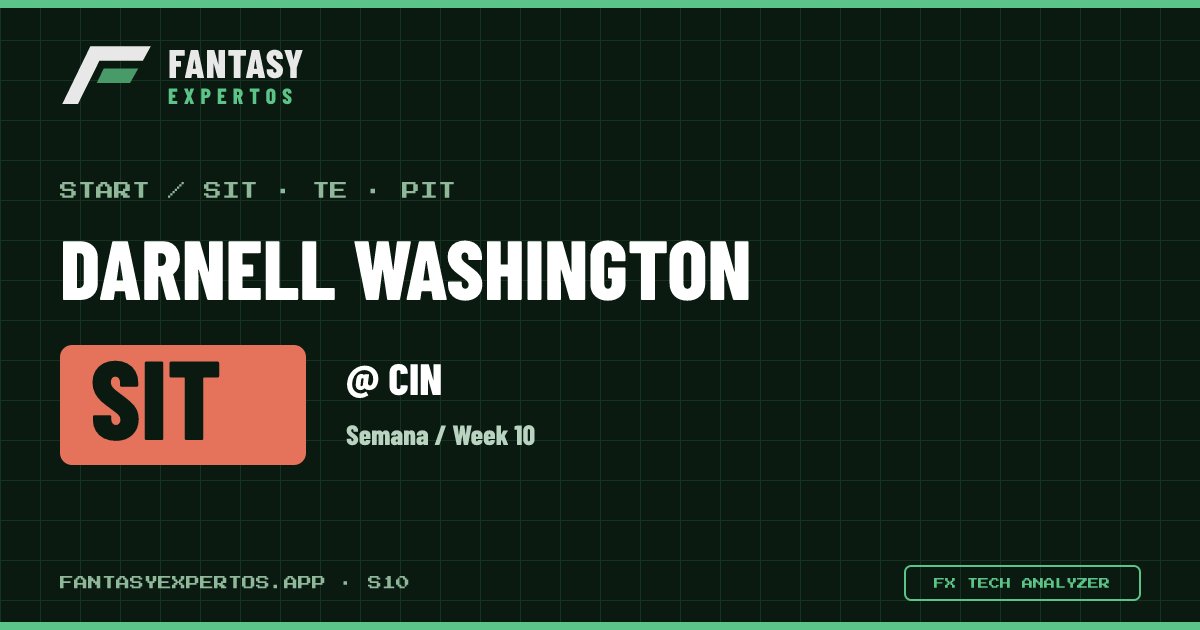 FANTASY
EXPERTOS
START / SIT · TE · PIT
DARNELL WASHINGTON
SIT
@ CIN
Semana / Week 10
FANTASYEXPERTOS.APP · S10
FX TECH ANALYZER